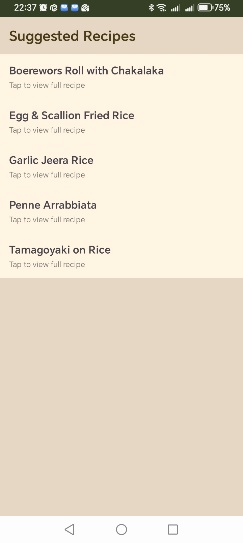 22:37
75%
Suggested Recipes
Boerewors Roll with Chakalaka
Tap to view full recipe
Egg & Scallion Fried Rice
Tap to view full recipe
Garlic Jeera Rice
Tap to view full recipe
Penne Arrabbiata
Tap to view full recipe
Tamagoyaki on Rice
Tap to view full recipe